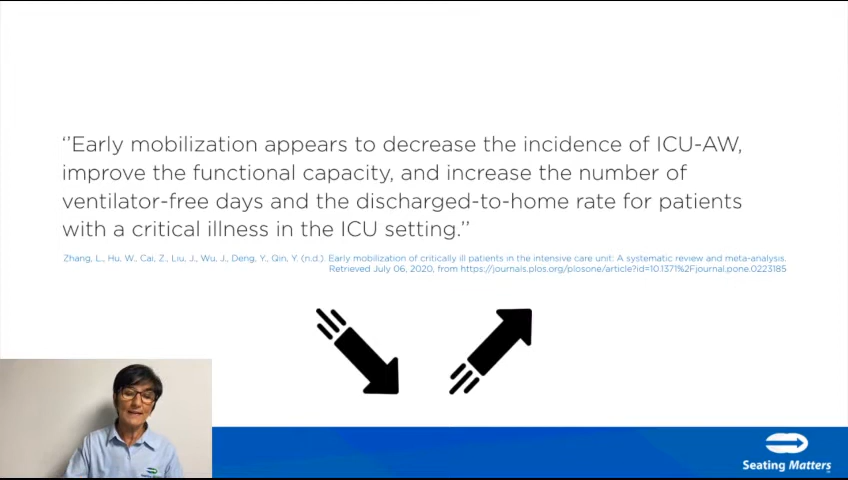 ‘’Early mobilization appears to decrease the incidence of ICU-AW,
improve the functional capacity, and increase the number of
ventilator-free days and the discharged-to-home rate for patients
with a critical illness in the ICU setting.’’
Zhang, L., Hu, W., Cai, Z., Liu, J., Wu, J., Deng, Y., Qin, Y. (n.d.). Early mobilization of critically ill patients in the intensive care unit: A systematic review and meta-analysis.
Retrieved July 06, 2020, from https://journals.plos.org/plosone/article?id=10.1371%2Fjournal.pone.0223185
Seating Matters